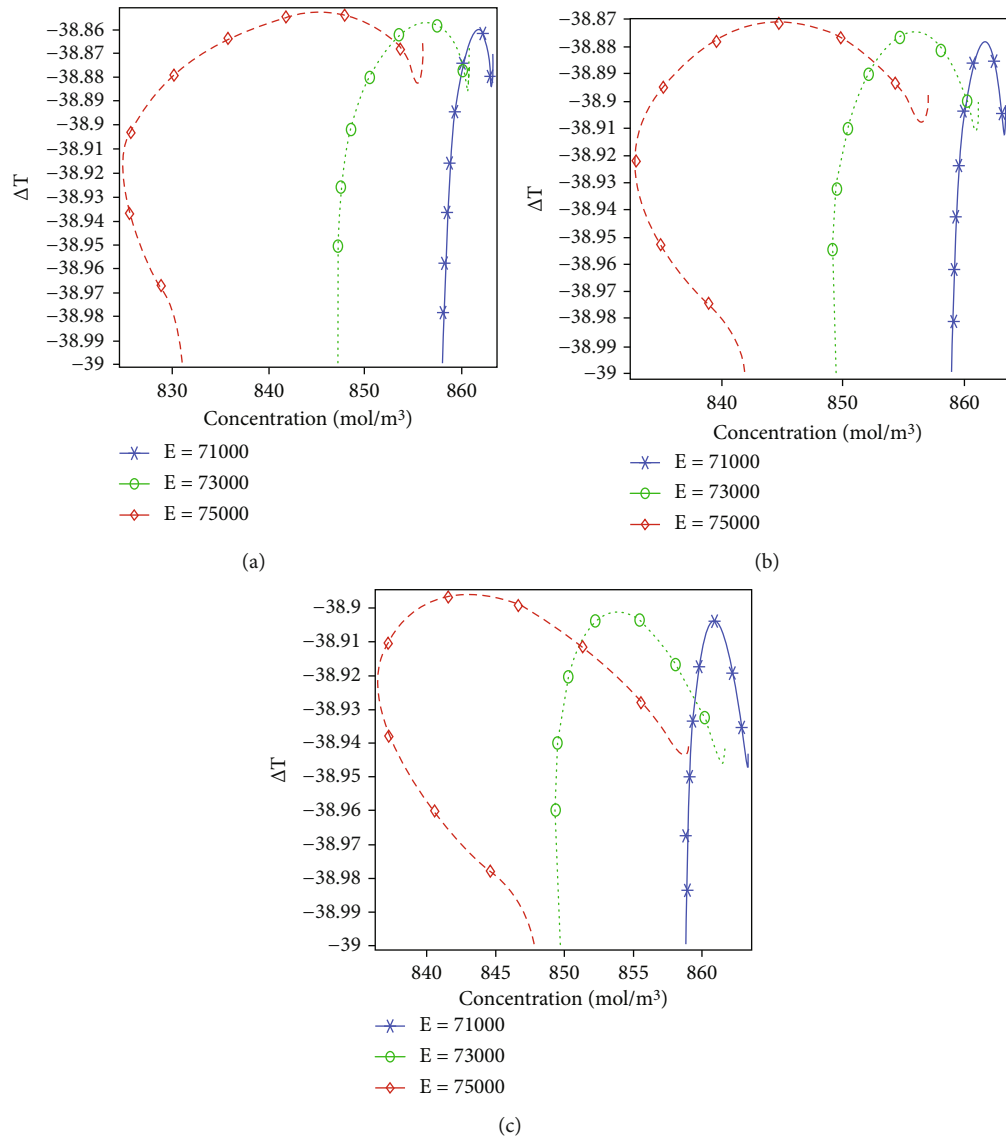 −38.86
−38.87
−38.88
−38.89
−38.9
−38.91
−38.92
−38.93
−38.94
−38.95
−38.96
−38.97
−38.98
−38.99
−39
ΔT
830
840
850
860
Concentration (mol/m³)
E = 71000
E = 73000
E = 75000
(a)
−38.87
−38.88
−38.89
−38.9
−38.91
−38.92
−38.93
−38.94
−38.95
−38.96
−38.97
−38.98
−38.99
−39
ΔT
840
850
860
Concentration (mol/m³)
E = 71000
E = 73000
E = 75000
(b)
−38.9
−38.91
−38.92
−38.93
−38.94
−38.95
−38.96
−38.97
−38.98
−38.99
−39
ΔT
840
845
850
855
860
Concentration (mol/m³)
E = 71000
E = 73000
E = 75000
(c)